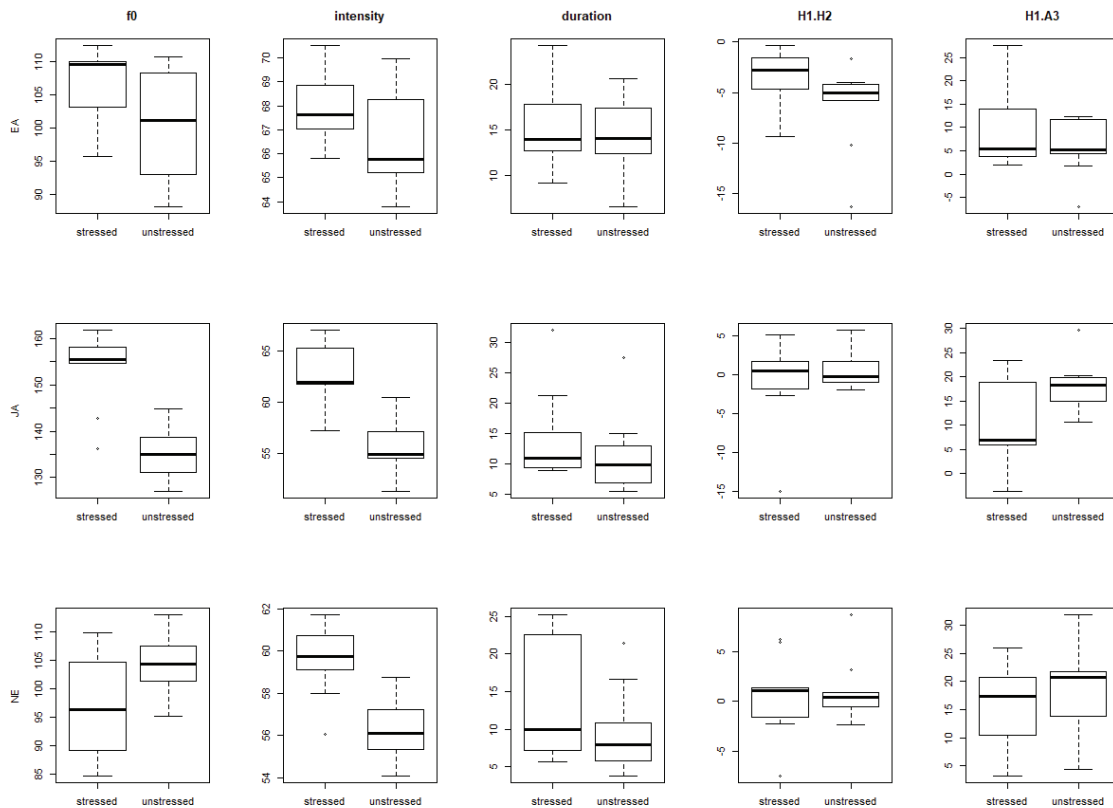 f0 intensity duration H1.H2 H1.A3
EA
90 95 100 105 110
64 65 66 67 68 69 70
10 15 20
-15 -10 -5 0
-5 0 5 10 15 20 25
stressed unstressed stressed unstressed stressed unstressed stressed unstressed stressed unstressed
JA
130 140 150 160
55 60 65
5 10 15 20 25 30
-15 -10 -5 0 5
0 5 10 15 20 25 30
stressed unstressed stressed unstressed stressed unstressed stressed unstressed stressed unstressed
NE
85 90 95 100 105 110
54 56 58 60 62
5 10 15 20 25
-5 0 5
5 10 15 20 25 30
stressed unstressed stressed unstressed stressed unstressed stressed unstressed stressed unstressed